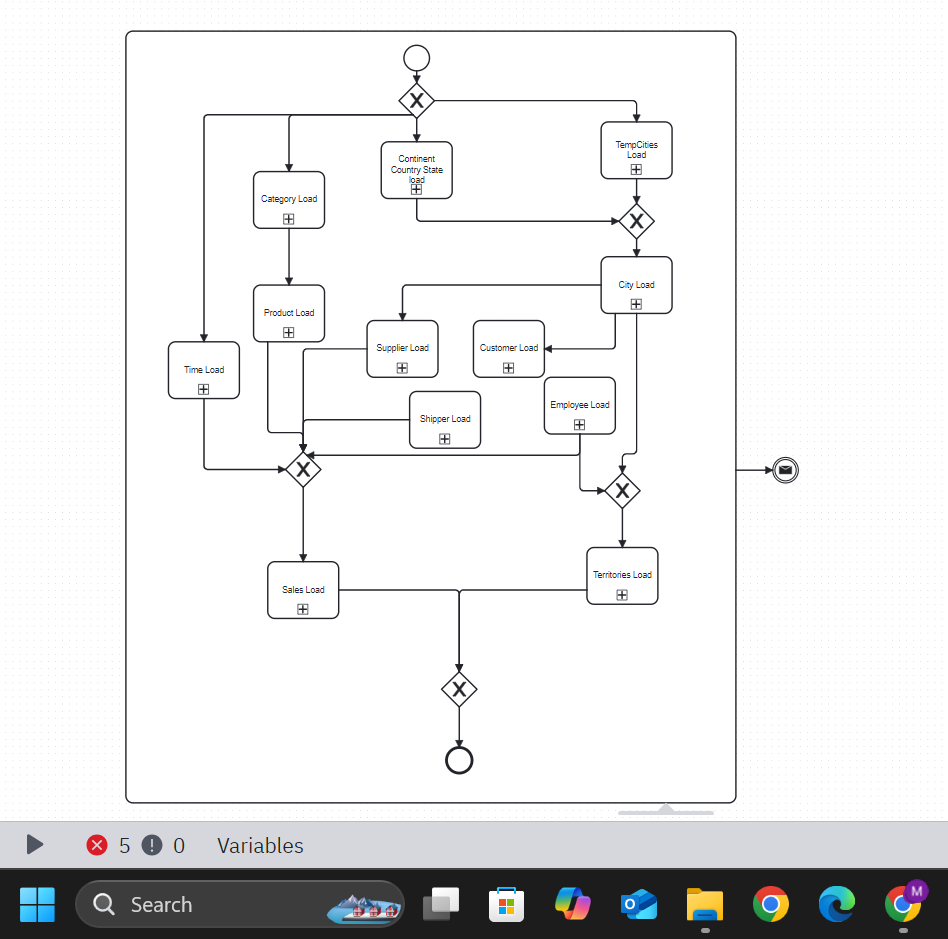 TempCities
Load
Continent
Country State
load
Category Load
City Load
Product Load
Supplier Load
Customer Load
Time Load
Employee Load
Shipper Load
Territories Load
Sales Load
5
0
Variables
Search
M